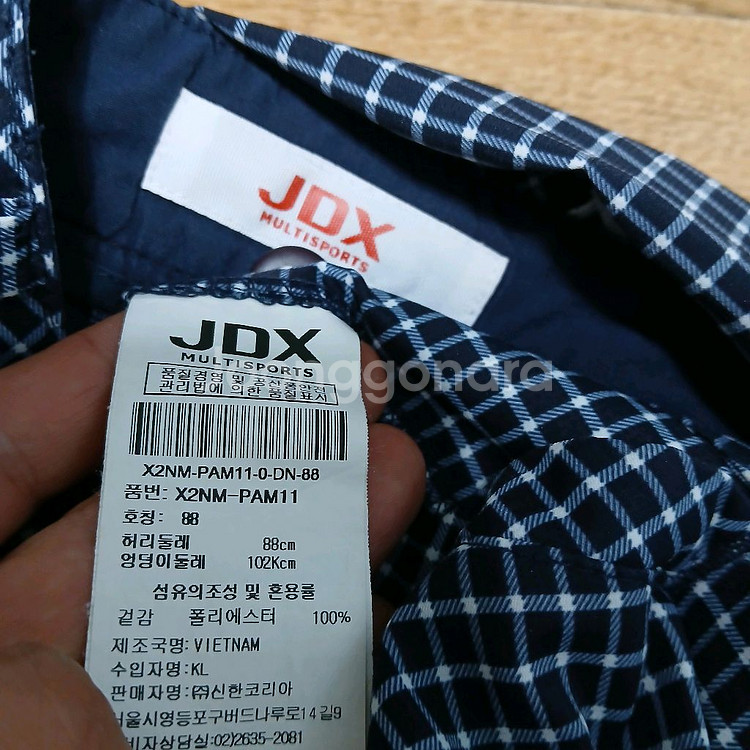 JDX
MULTISPORTS
JDX
MULTISPORTS
품질경영 및 공산품안전
관리법에 의한 품질표시
X2NM-PAM11-0-DN-88
품번: X2NM-PAM11
호칭: 88
허리둘레 88cm
엉덩이둘레 102Kcm
섬유의조성 및 혼용률
겉감 폴리에스터 100%
제조국명: VIETNAM
수입자명:KL
판매자명:㈜신한코리아
서울시영등포구버드나루로14길9
비자상담실:02)2635-2081